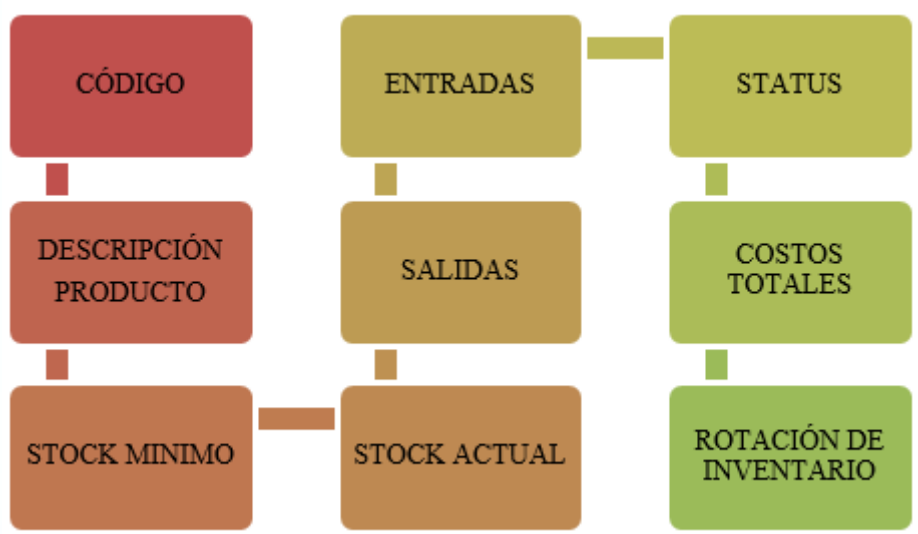 CÓDIGO
DESCRIPCIÓN
PRODUCTO
STOCK MINIMO
STOCK ACTUAL
SALIDAS
ENTRADAS
STATUS
COSTOS
TOTALES
ROTACIÓN DE
INVENTARIO